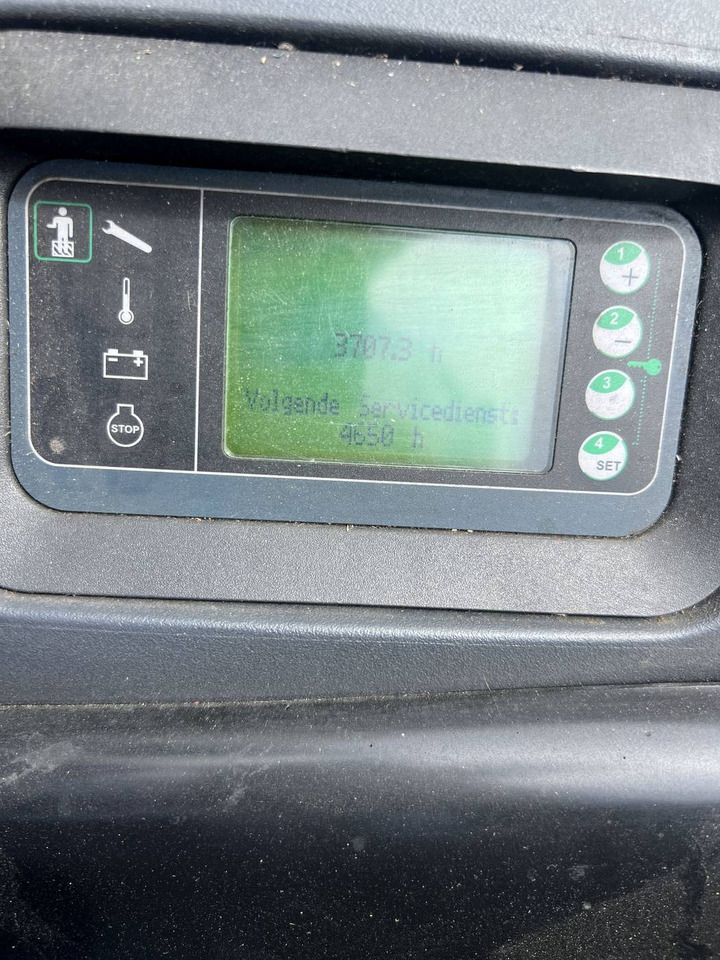 3707.3 h
Volgende Servicedienst:
4650 h
STOP
1
+
2
−
3
4
SET